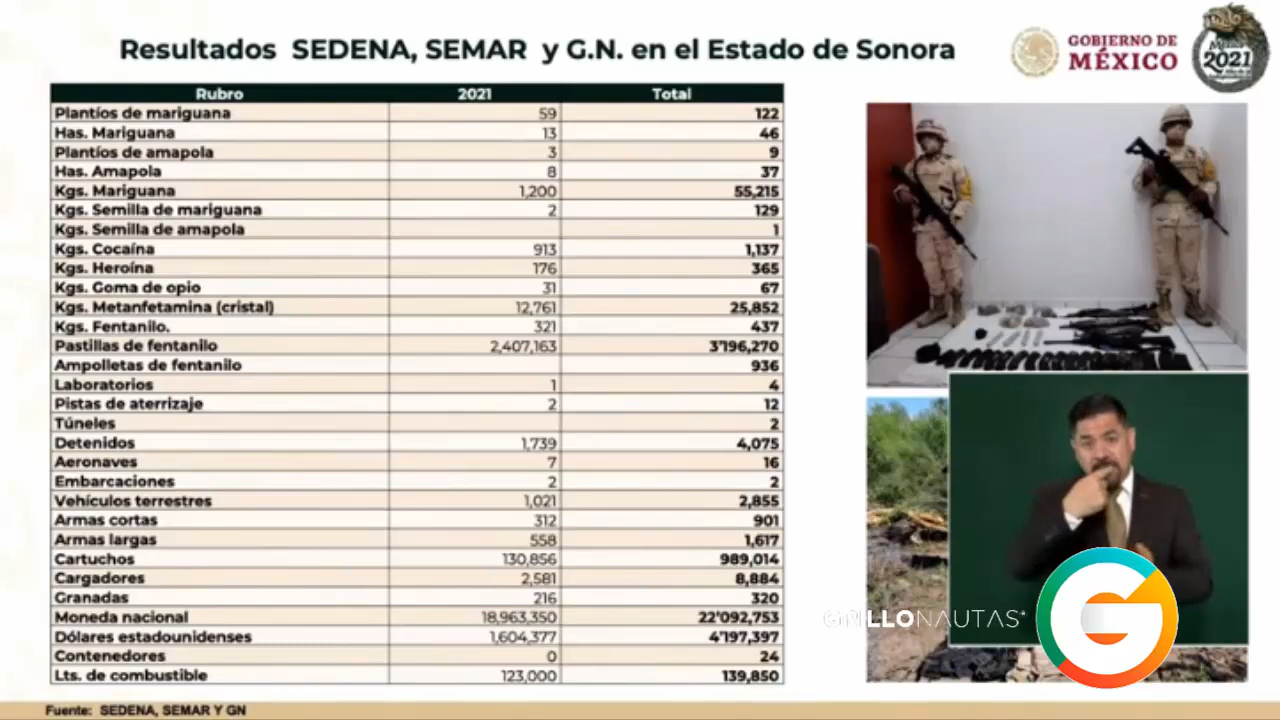 Resultados SEDENA, SEMAR y G.N. en el Estado de Sonora
GOBIERNO DE
MÉXICO
2021
Rubro 2021 Total
Plantíos de mariguana 59 122
Has. Mariguana 13 46
Plantíos de amapola 3 9
Has. Amapola 8 37
Kgs. Mariguana 1,200 55,215
Kgs. Semilla de mariguana 2 129
Kgs. Semilla de amapola 1
Kgs. Cocaína 913 1,137
Kgs. Heroína 176 365
Kgs. Goma de opio 31 67
Kgs. Metanfetamina (cristal) 12,761 25,852
Kgs. Fentanilo. 321 437
Pastillas de fentanilo 2,407,163 3'196,270
Ampolletas de fentanilo 936
Laboratorios 1 4
Pistas de aterrizaje 2 12
Túneles 2
Detenidos 1,739 4,075
Aeronaves 7 16
Embarcaciones 2 2
Vehículos terrestres 1,021 2,855
Armas cortas 312 901
Armas largas 558 1,617
Cartuchos 130,856 989,014
Cargadores 2,581 8,884
Granadas 216 320
Moneda nacional 18,963,350 22'092,753
Dólares estadounidenses 1,604,377 4'197,397
Contenedores 0 24
Lts. de combustible 123,000 139,850
GRILLONAUTAS*
G
Fuente: SEDENA, SEMAR Y GN